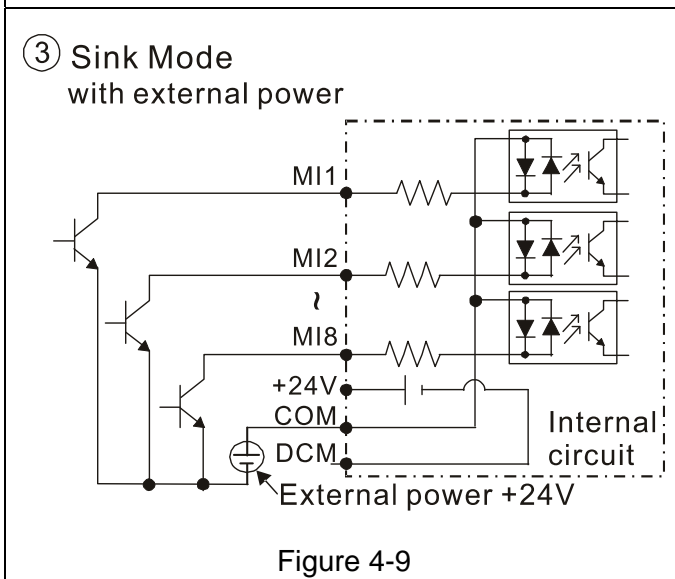 ③ Sink Mode
with external power
MI1
MI2
~
MI8
+24V
COM
DCM
Internal
circuit
External power +24V
Figure 4-9